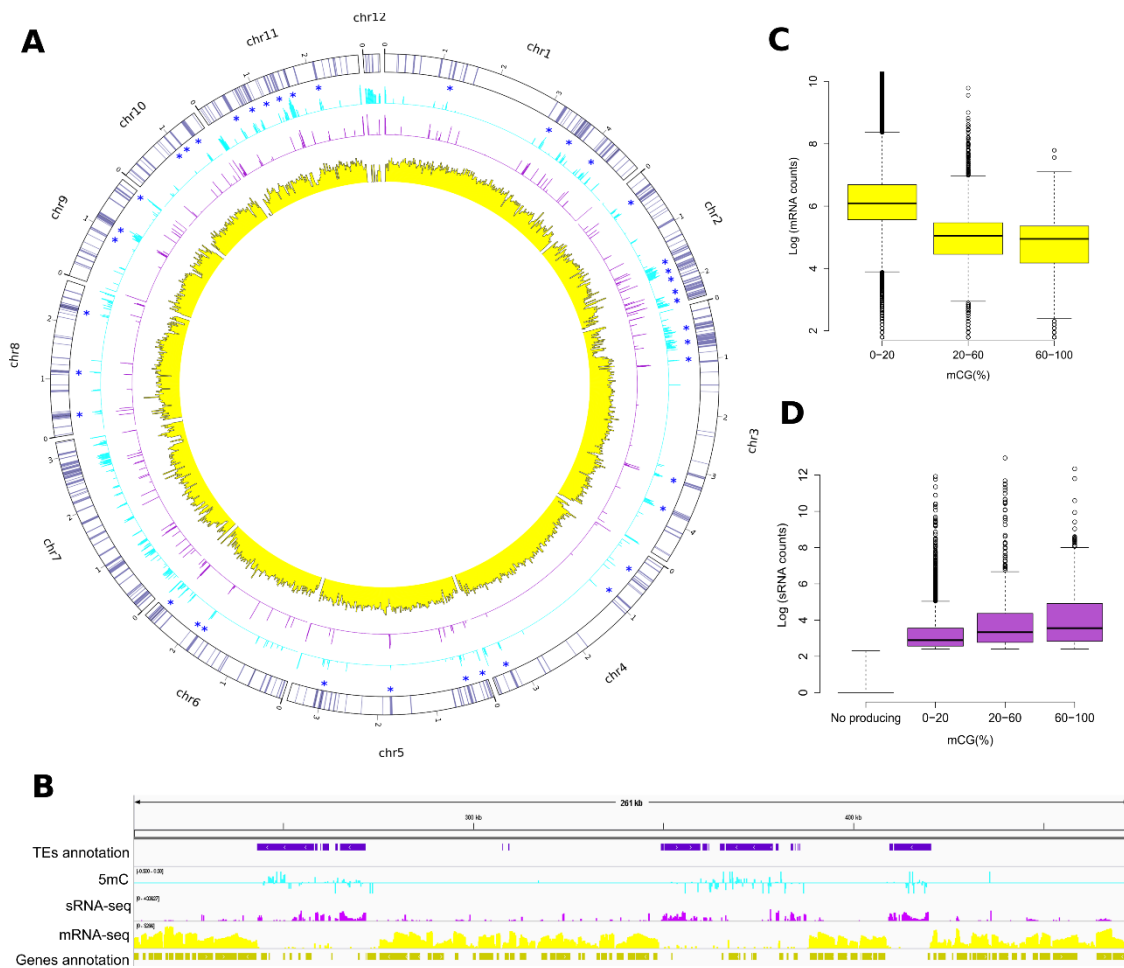 A
chr12
chr11
chr1
chr10
chr2
chr9
chr8
chr3
chr7
chr4
chr6
chr5
C
Log (mRNA counts)
10
8
6
4
2
0−20
20−60
60−100
mCG(%)
D
Log (sRNA counts)
12
10
8
6
4
2
0
No producing
0−20
20−60
60−100
mCG(%)
B
261 kb
300 kb
400 kb
TEs annotation
5mC
sRNA-seq
mRNA-seq
Genes annotation